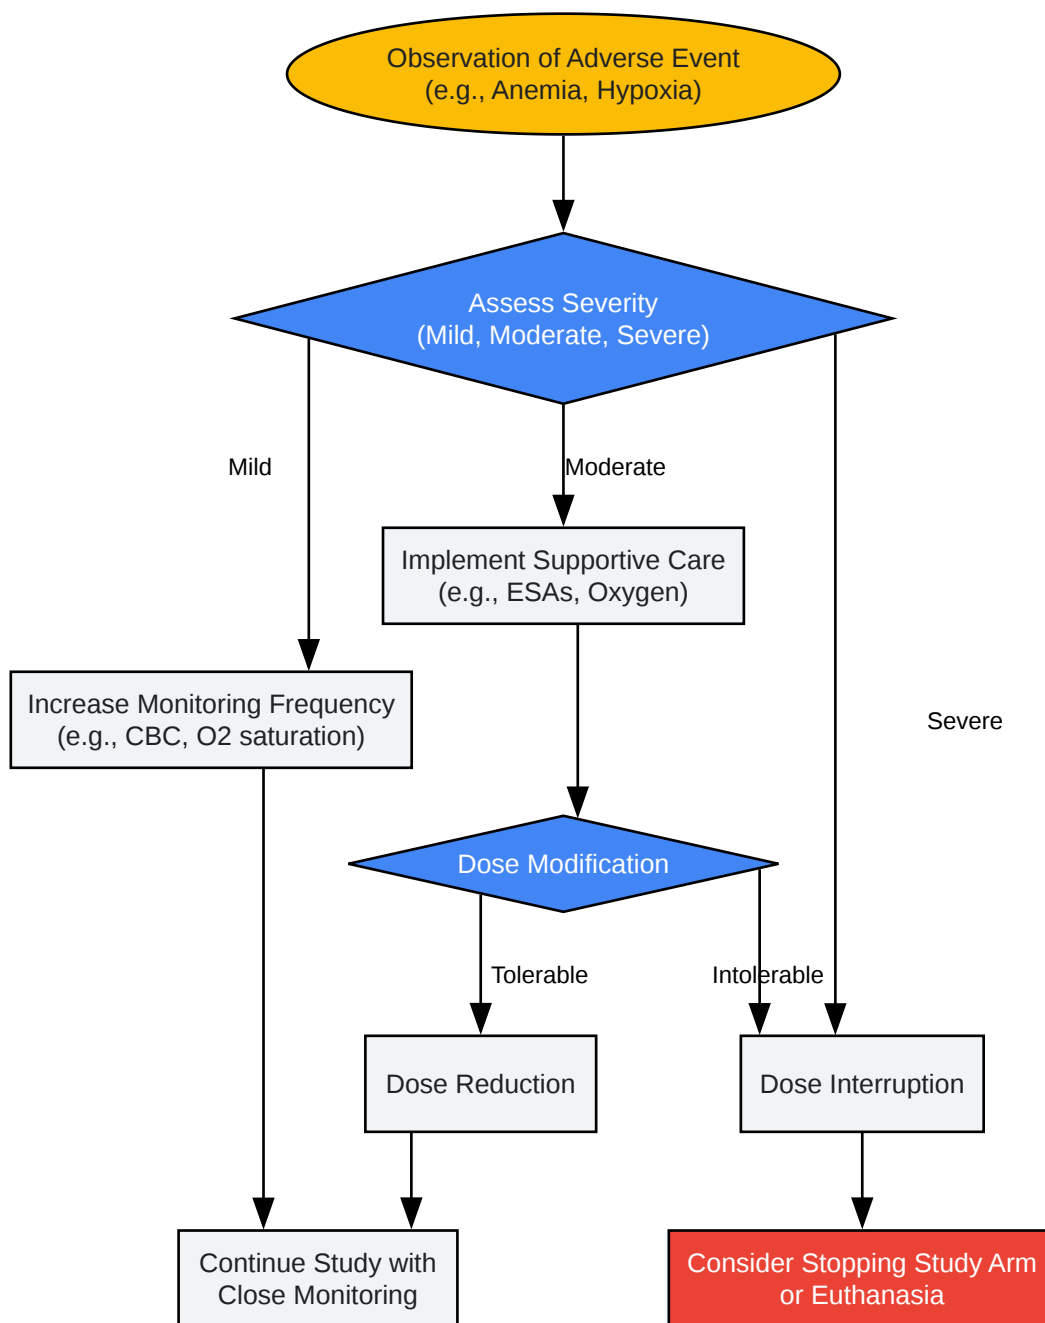 Observation of Adverse Event
(e.g., Anemia, Hypoxia)
Assess Severity
(Mild, Moderate, Severe)
Mild
Moderate
Implement Supportive Care
(e.g., ESAs, Oxygen)
Increase Monitoring Frequency
(e.g., CBC, O2 saturation)
Severe
Dose Modification
Tolerable
Intolerable
Dose Reduction
Dose Interruption
Continue Study with
Close Monitoring
Consider Stopping Study Arm
or Euthanasia